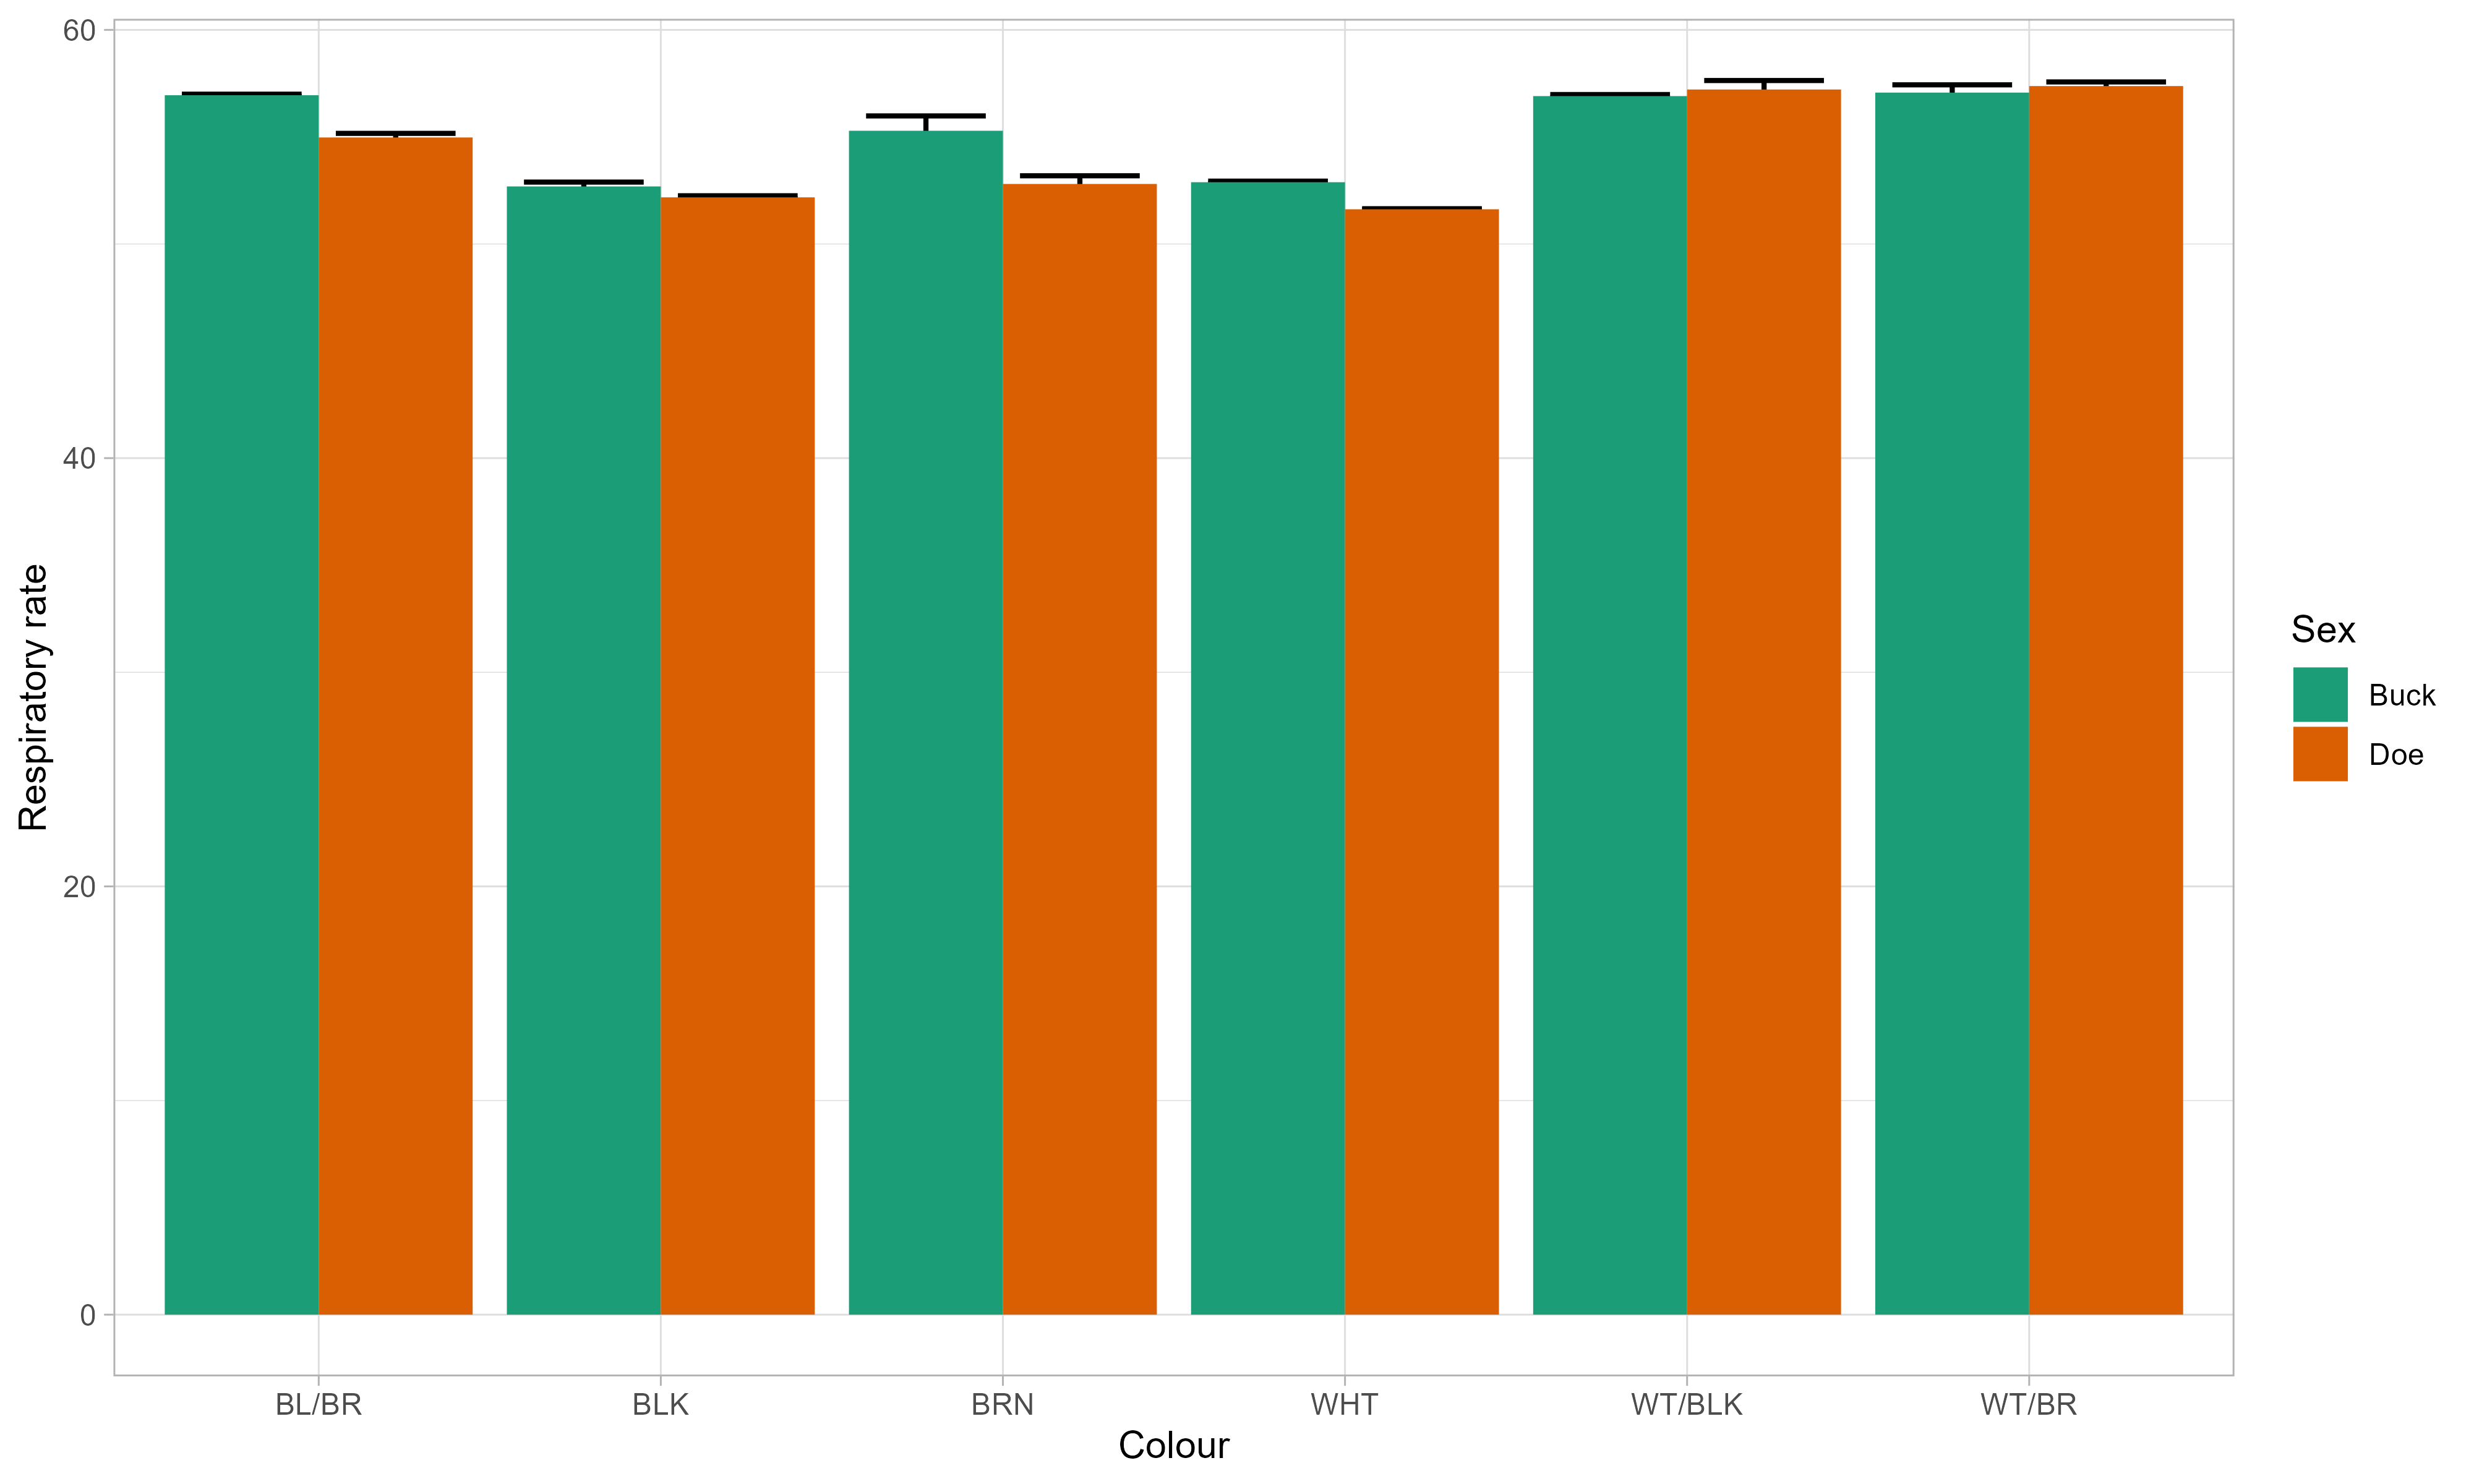 60
40
20
0
Respiratory rate
BL/BR
BLK
BRN
WHT
WT/BLK
WT/BR
Colour
Sex
Buck
Doe